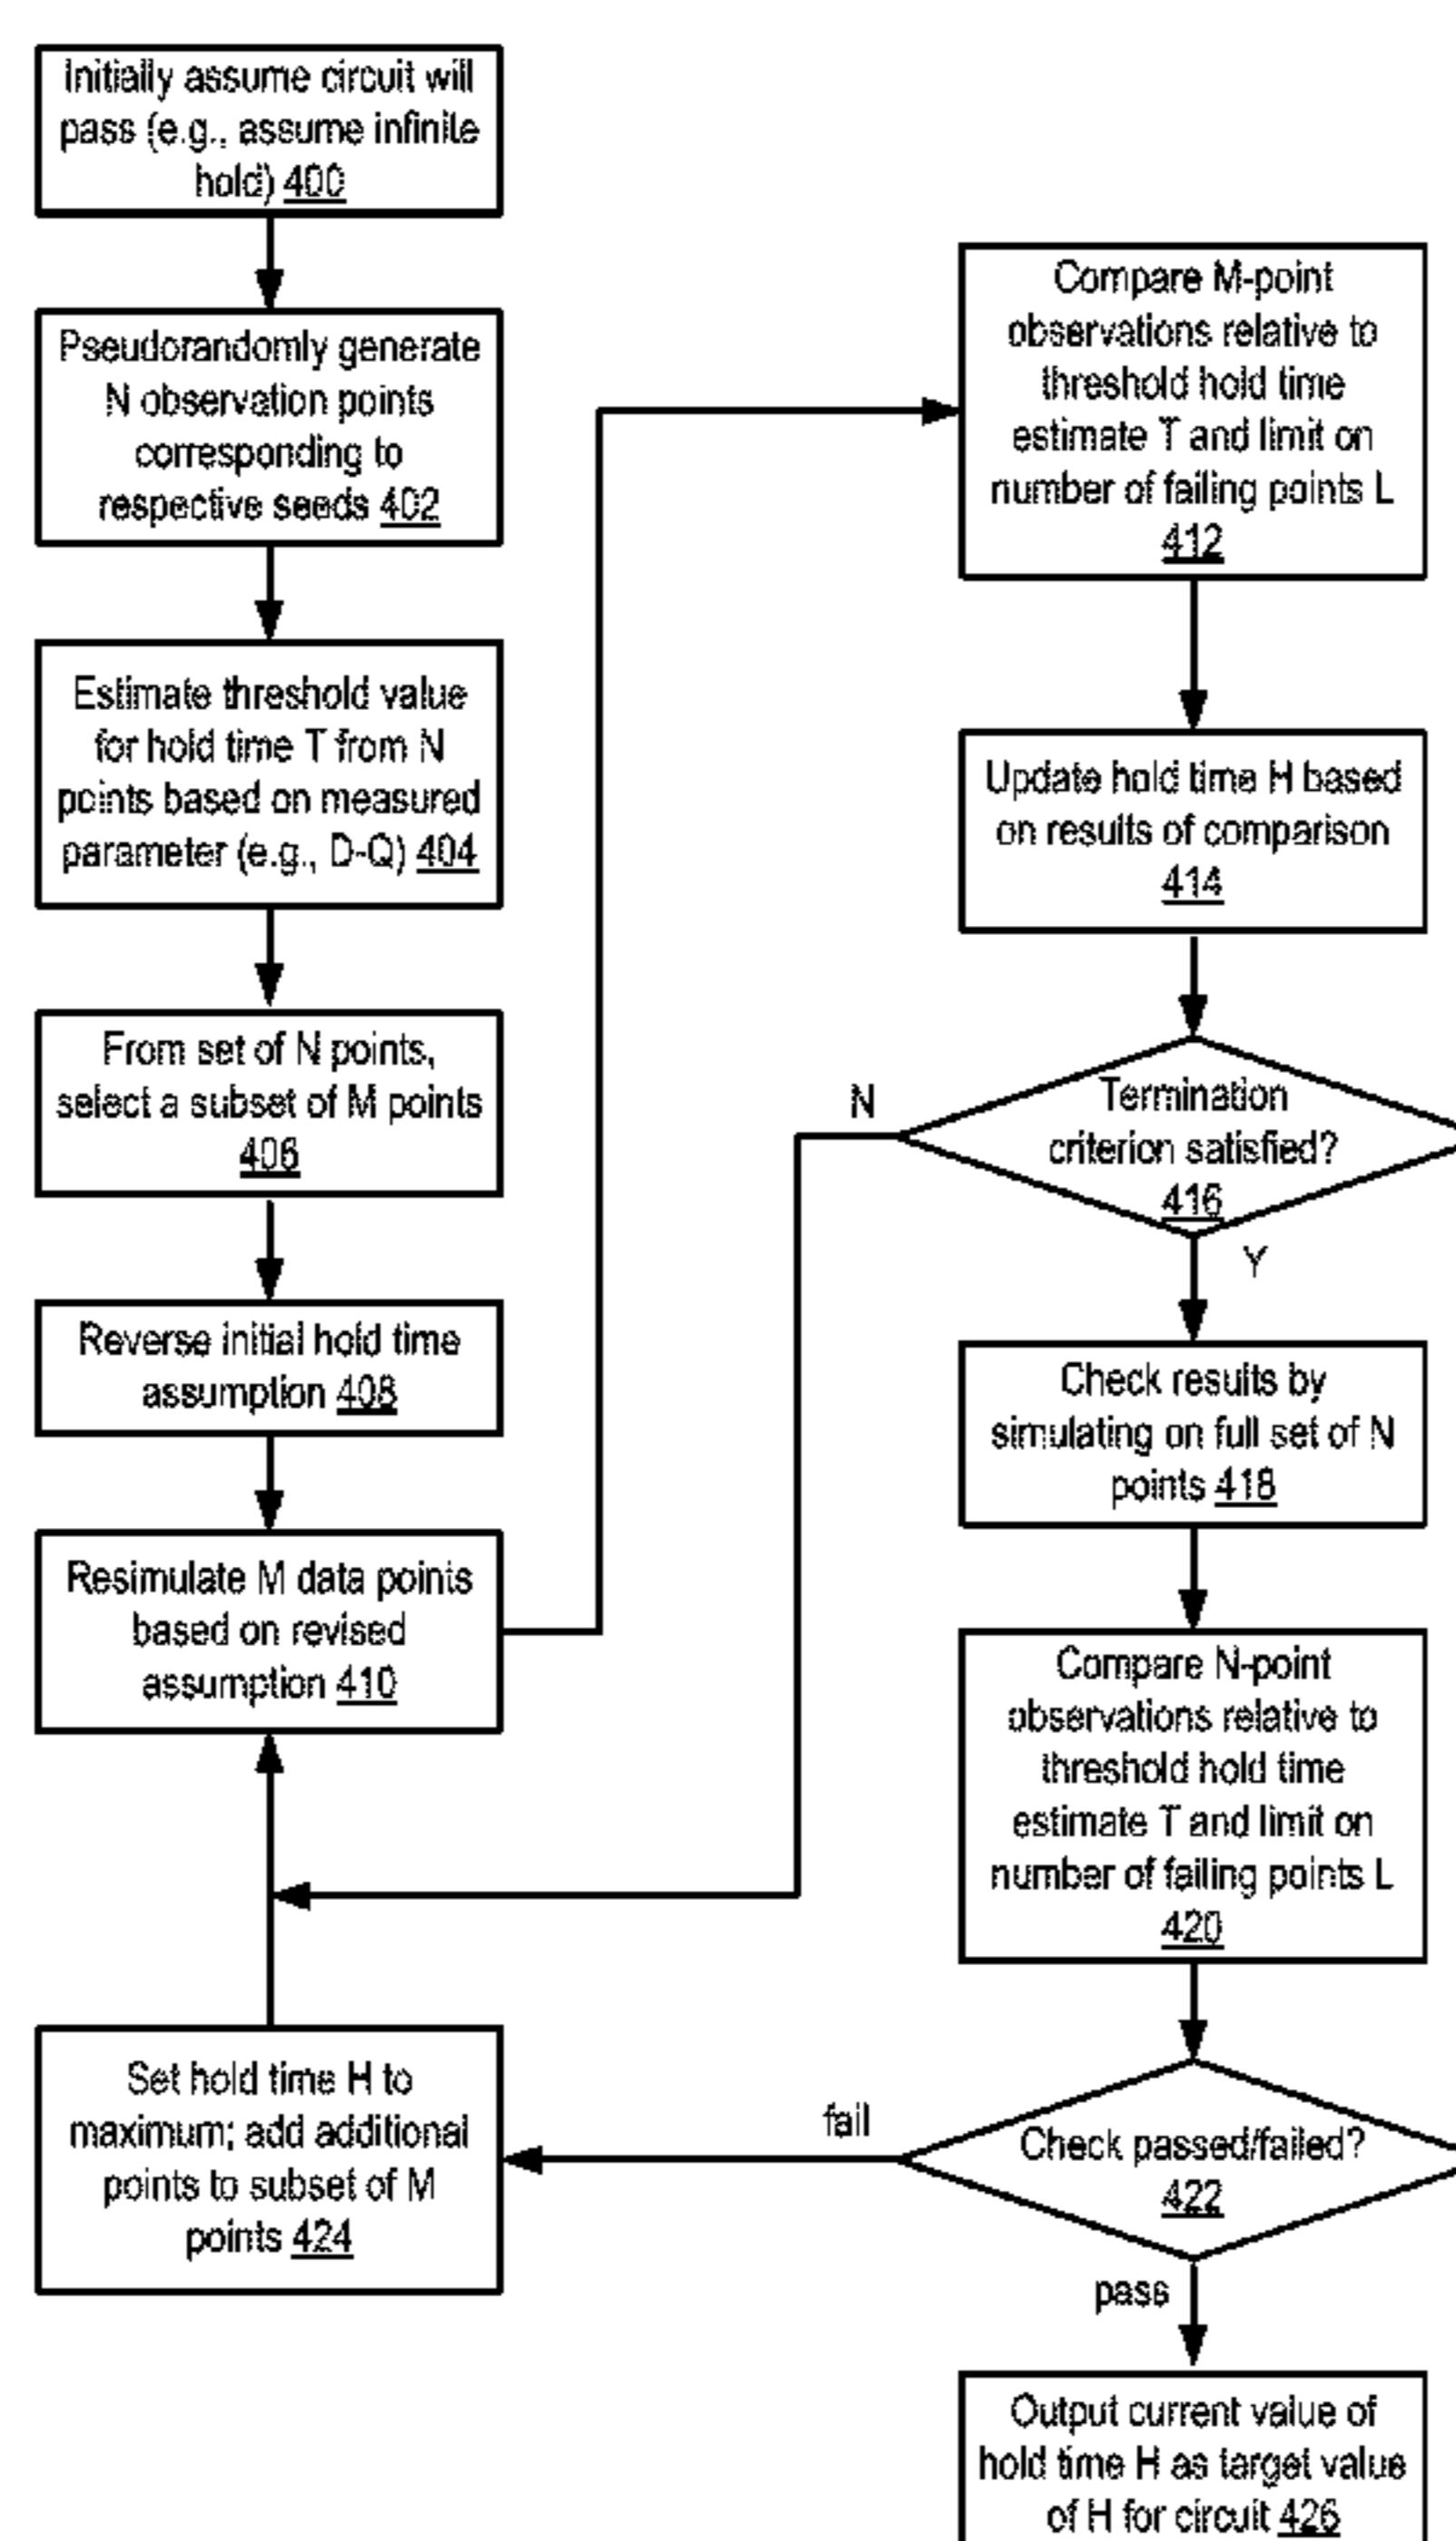 Initially assume circuit will
pass (e.g., assume infinite
hold) 400
Pseudorandomly generate
N observation points
corresponding to
respective seeds 402
Estimate threshold value
for hold time T from N
points based on measured
parameter (e.g., D-Q) 404
From set of N points,
select a subset of M points
406
Reverse initial hold time
assumption 408
Resimulate M data points
based on revised
assumption 410
Compare M-point
observations relative to
threshold hold time
estimate T and limit on
number of failing points L
412
Update hold time H based
on results of comparison
414
Termination
criterion satisfied?
416
N
Y
Check results by
simulating on full set of N
points 418
Compare N-point
observations relative to
threshold hold time
estimate T and limit on
number of failing points L
420
Check passed/failed?
422
fail
pass
Set hold time H to
maximum; add additional
points to subset of M
points 424
Output current value of
hold time H as target value
of H for circuit 426